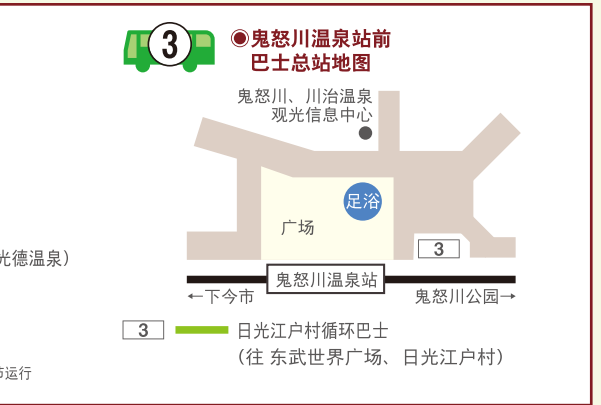 3
◉鬼怒川温泉站前
巴士总站地图
鬼怒川、川治温泉
观光信息中心
足浴
广场
3
光德温泉）
鬼怒川温泉站
←下今市
鬼怒川公园→
3
日光江户村循环巴士
（往 东武世界广场、日光江户村）
运行